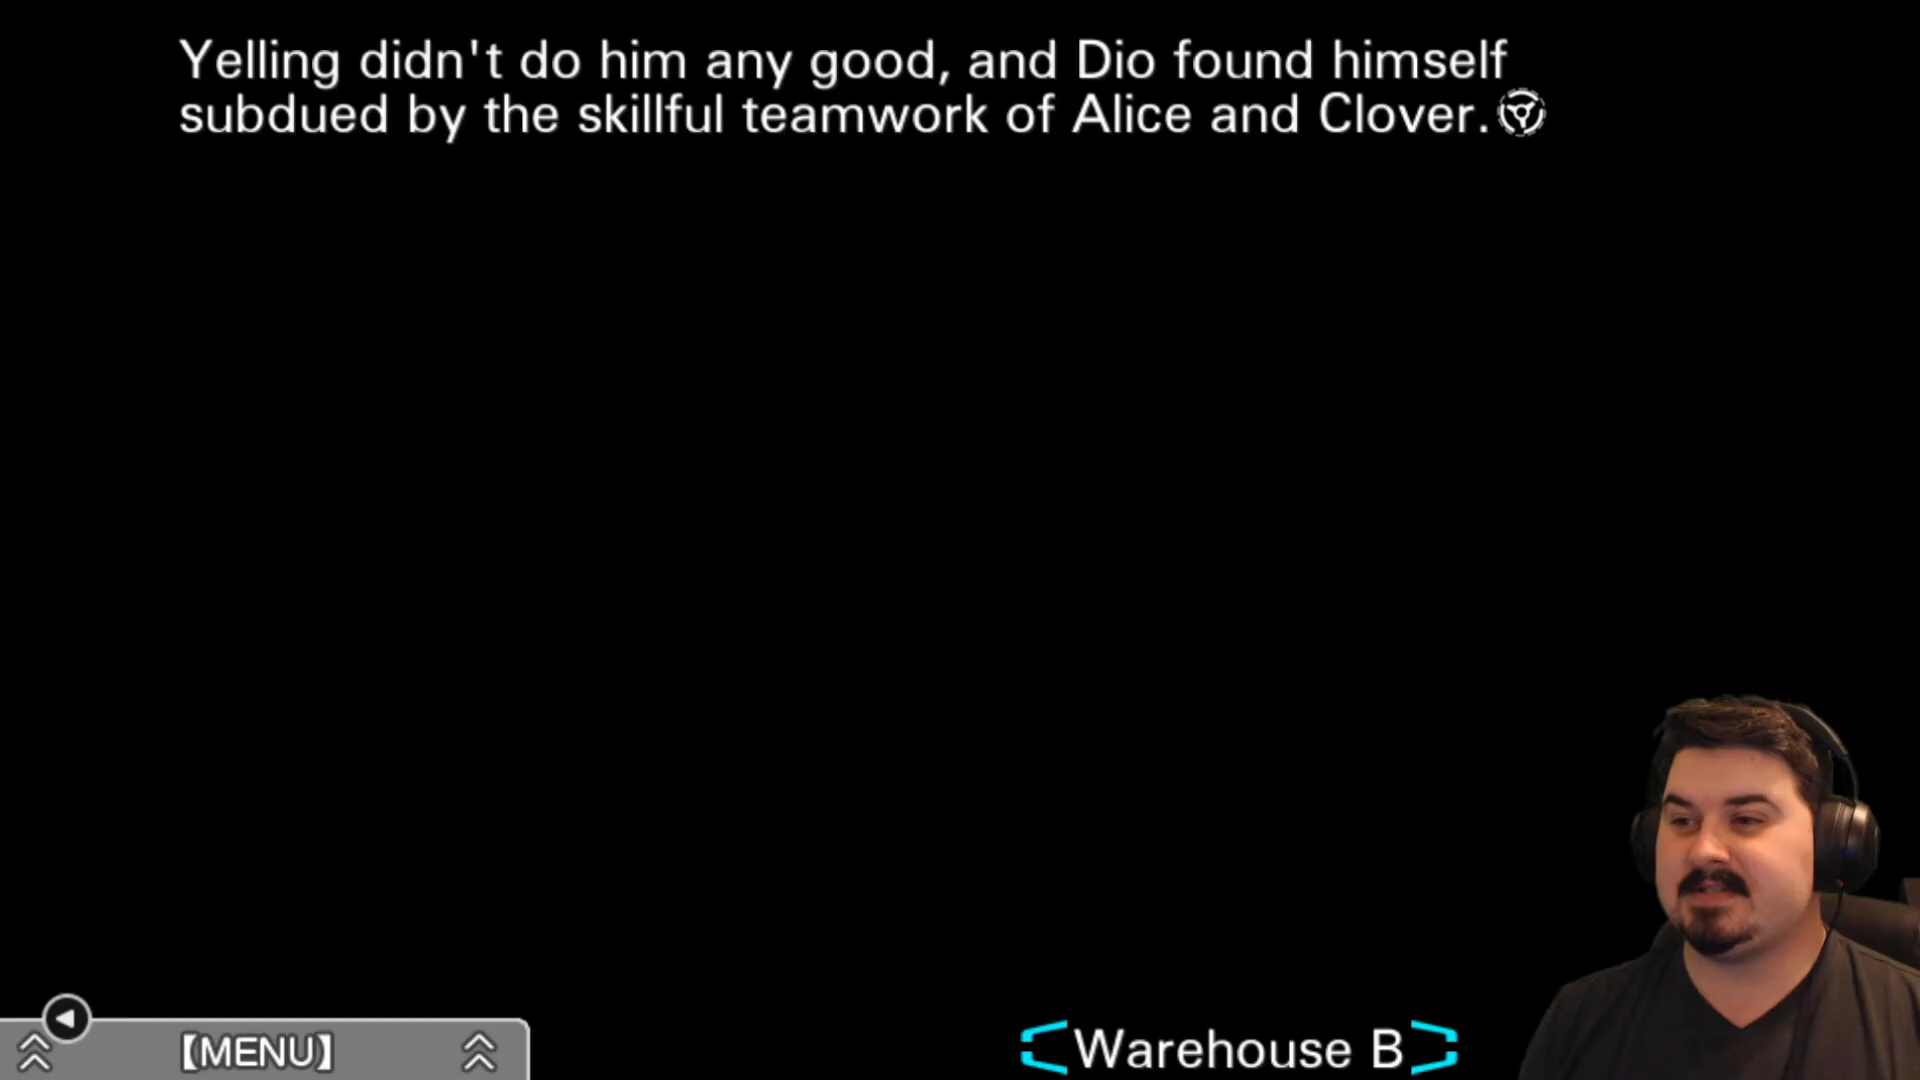 Yelling didn't do him any good, and Dio found himself
subdued by the skillful teamwork of Alice and Clover.
【MENU】
Warehouse B